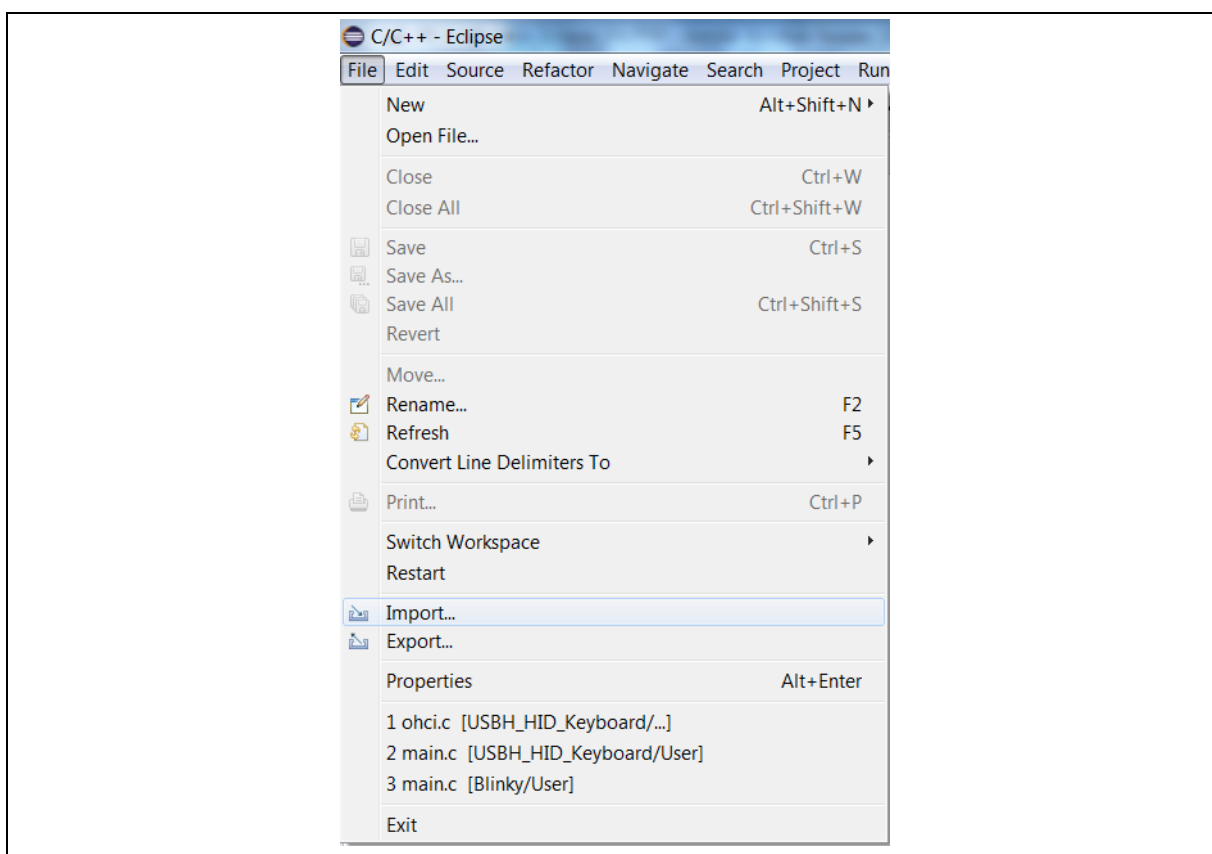 C/C++ - Eclipse
File Edit Source Refactor Navigate Search Project Run
New Alt+Shift+N
Open File...
Close Ctrl+W
Close All Ctrl+Shift+W
Save Ctrl+S
Save As...
Save All Ctrl+Shift+S
Revert
Move...
Rename... F2
Refresh F5
Convert Line Delimiters To
Print... Ctrl+P
Switch Workspace
Restart
Import...
Export...
Properties Alt+Enter
1 ohci.c [USBH_HID_Keyboard/...]
2 main.c [USBH_HID_Keyboard/User]
3 main.c [Blinky/User]
Exit